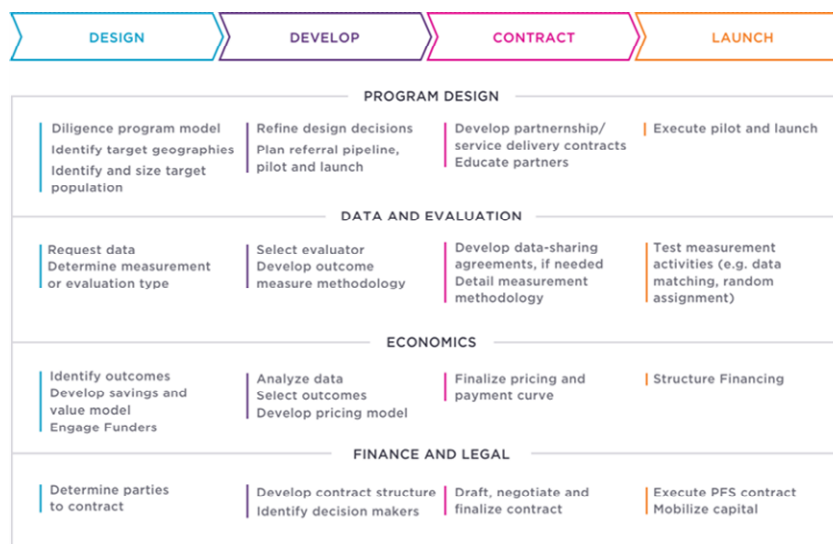 DESIGN
DEVELOP
CONTRACT
LAUNCH
PROGRAM DESIGN
Diligence program model
Identify target geographies
Identify and size target
population
Refine design decisions
Plan referral pipeline,
pilot and launch
Develop partnership/
service delivery contracts
Educate partners
Execute pilot and launch
DATA AND EVALUATION
Request data
Determine measurement
or evaluation type
Select evaluator
Develop outcome
measure methodology
Develop data-sharing
agreements, if needed
Detail measurement
methodology
Test measurement
activities (e.g. data
matching, random
assignment)
ECONOMICS
Identify outcomes
Develop savings and
value model
Engage Funders
Analyze data
Select outcomes
Develop pricing model
Finalize pricing and
payment curve
Structure Financing
FINANCE AND LEGAL
Determine parties
to contract
Develop contract structure
Identify decision makers
Draft, negotiate and
finalize contract
Execute PFS contract
Mobilize capital